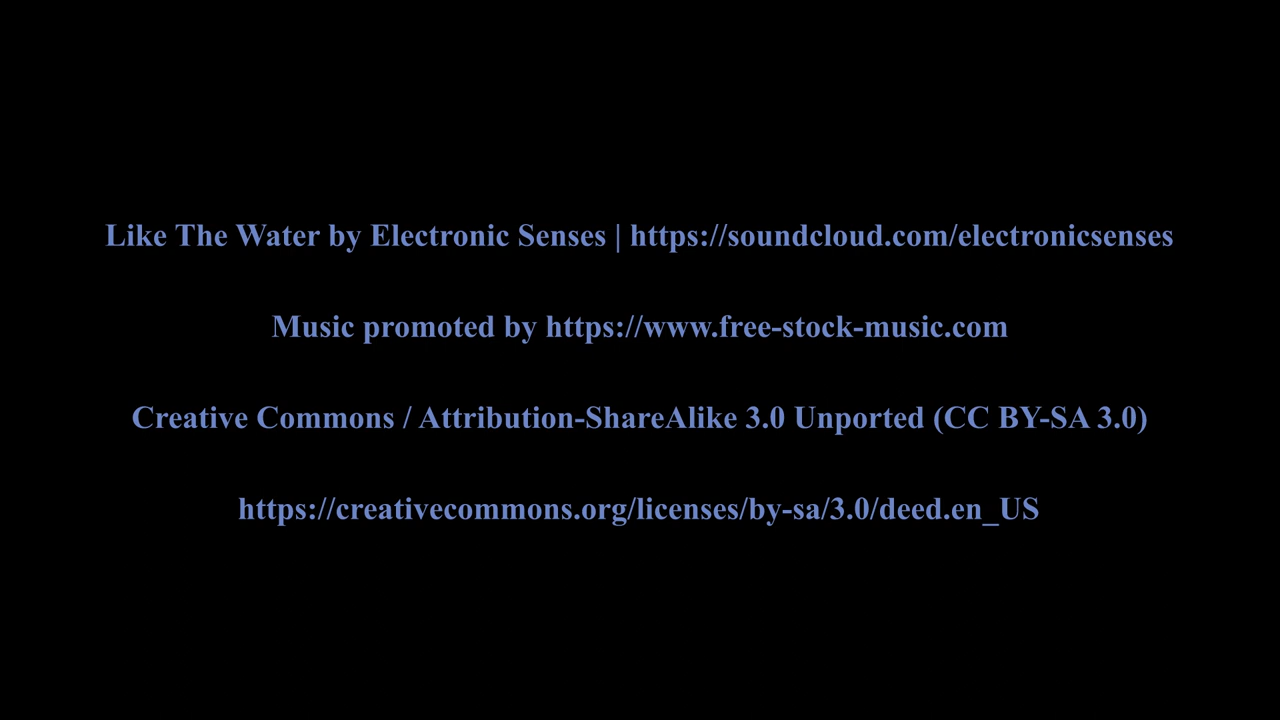 Like The Water by Electronic Senses | https://soundcloud.com/electronicsenses
Music promoted by https://www.free-stock-music.com
Creative Commons / Attribution-ShareAlike 3.0 Unported (CC BY-SA 3.0)
https://creativecommons.org/licenses/by-sa/3.0/deed.en_US